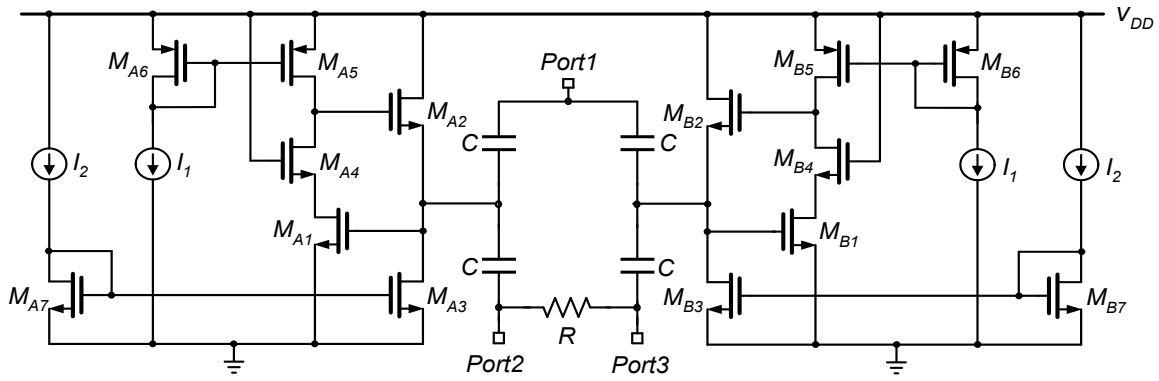 V_DD
M_A6
M_A5
Port1
M_B5
M_B6
M_A2
M_B2
C
C
I_2
I_1
M_A4
M_B4
I_1
I_2
M_A1
M_B1
C
C
M_A7
M_A3
M_B3
M_B7
Port2
R
Port3